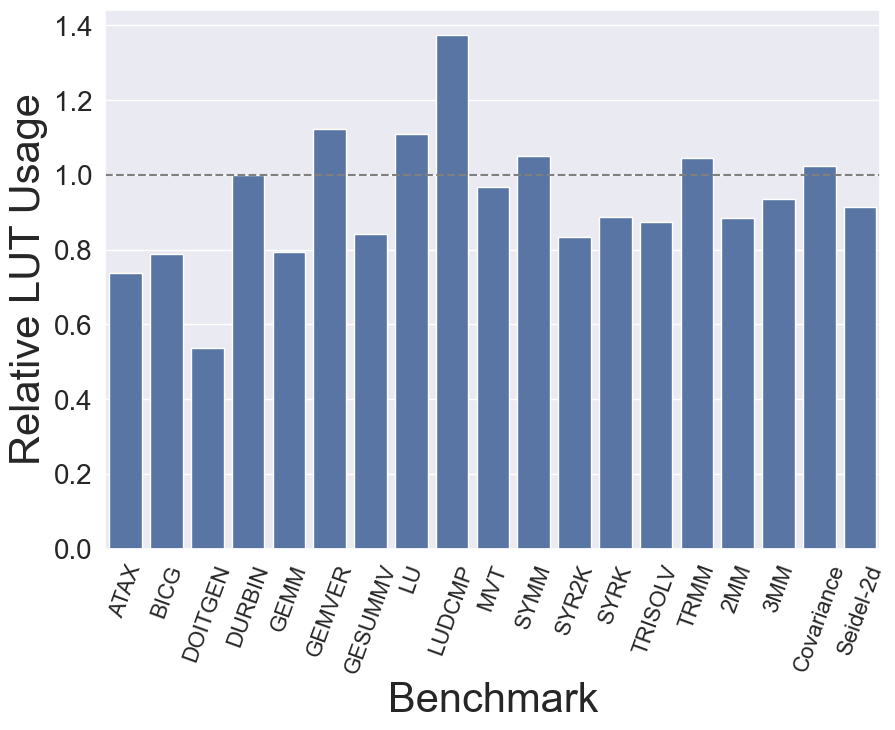 Relative LUT Usage
1.4
1.2
1.0
0.8
0.6
0.4
0.2
0.0
ATAX
BICG
DOITGEN
DURBIN
GEMM
GEMVER
GESUMMV
LU
LUDCMP
MVT
SYMM
SYR2K
SYRK
TRISOLV
TRMM
2MM
3MM
Covariance
Seidel-2d
Benchmark